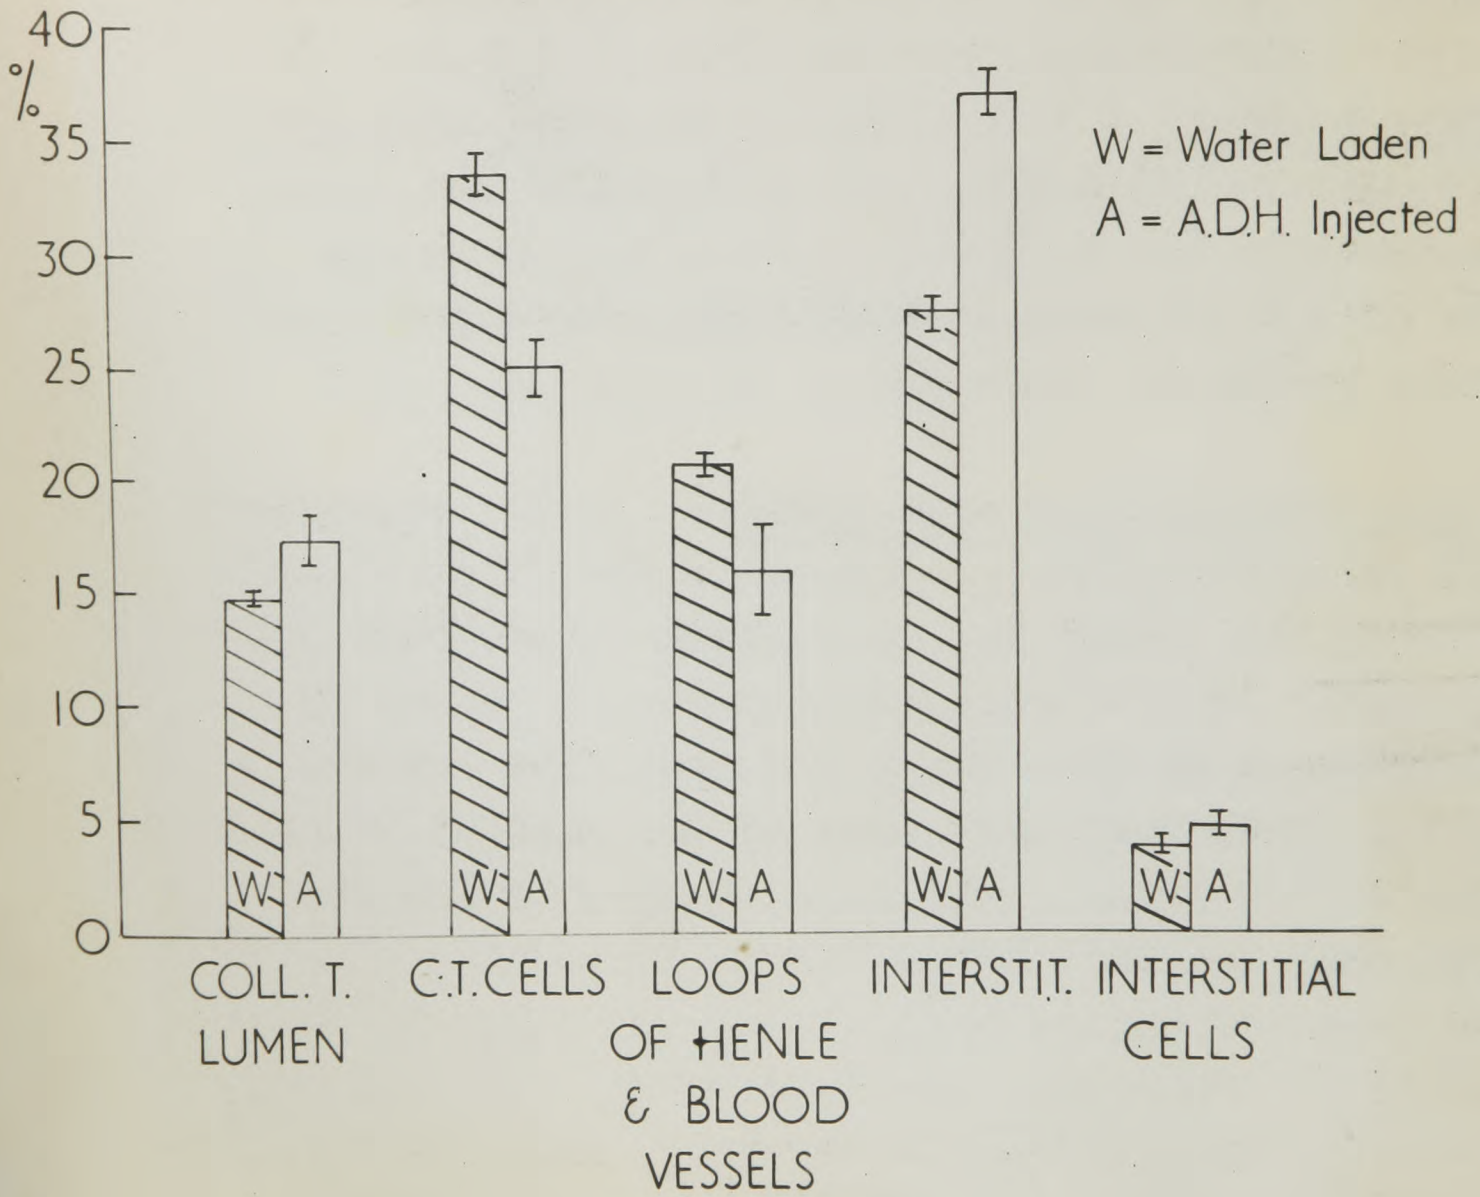 40
%
35
30
25
20
15
10
5
0
W = Water Laden
A = A.D.H. Injected
W A
W A
W A
W A
W A
COLL. T.
LUMEN
C.T. CELLS
LOOPS
OF HENLE
& BLOOD
VESSELS
INTERSTIT.
INTERSTITIAL
CELLS